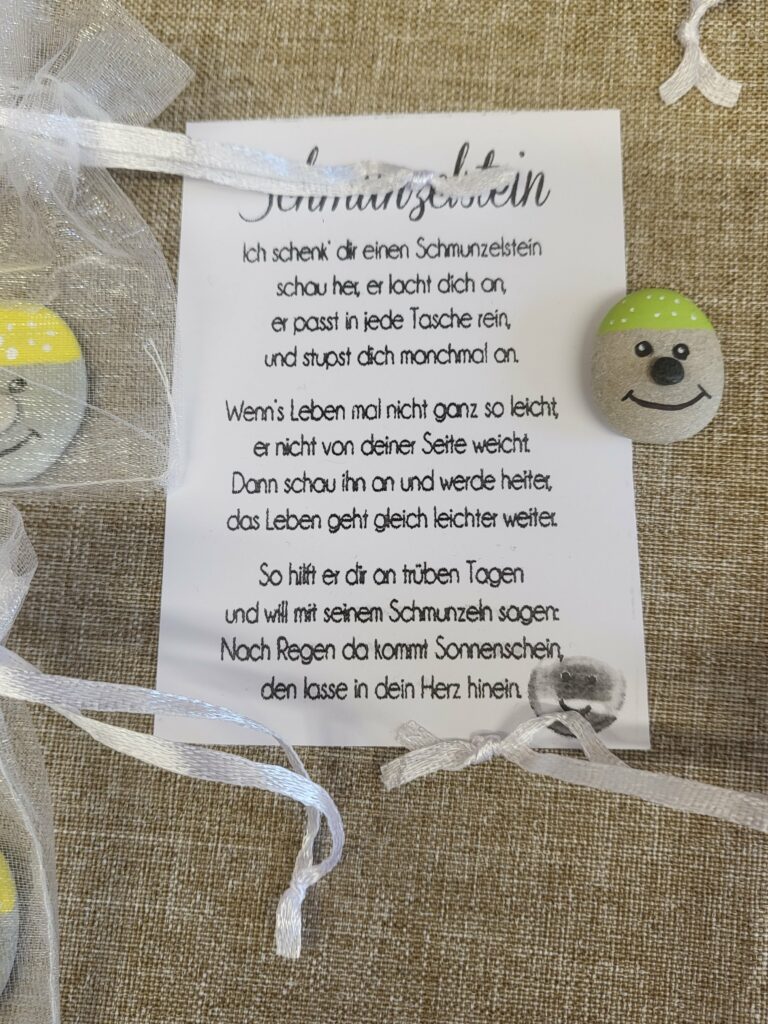 Schmunzelstein
Ich schenk' dir einen Schmunzelstein
schau her, er lacht dich an,
er passt in jede Tasche rein,
und stupst dich manchmal an.
Wenn's Leben mal nicht ganz so leicht,
er nicht von deiner Seite weicht.
Dann schau ihn an und werde heiter,
das Leben geht gleich leichter weiter.
So hilft er dir an trüben Tagen
und will mit seinem Schmunzeln sagen:
Nach Regen da kommt Sonnenschein,
den lasse in dein Herz hinein.